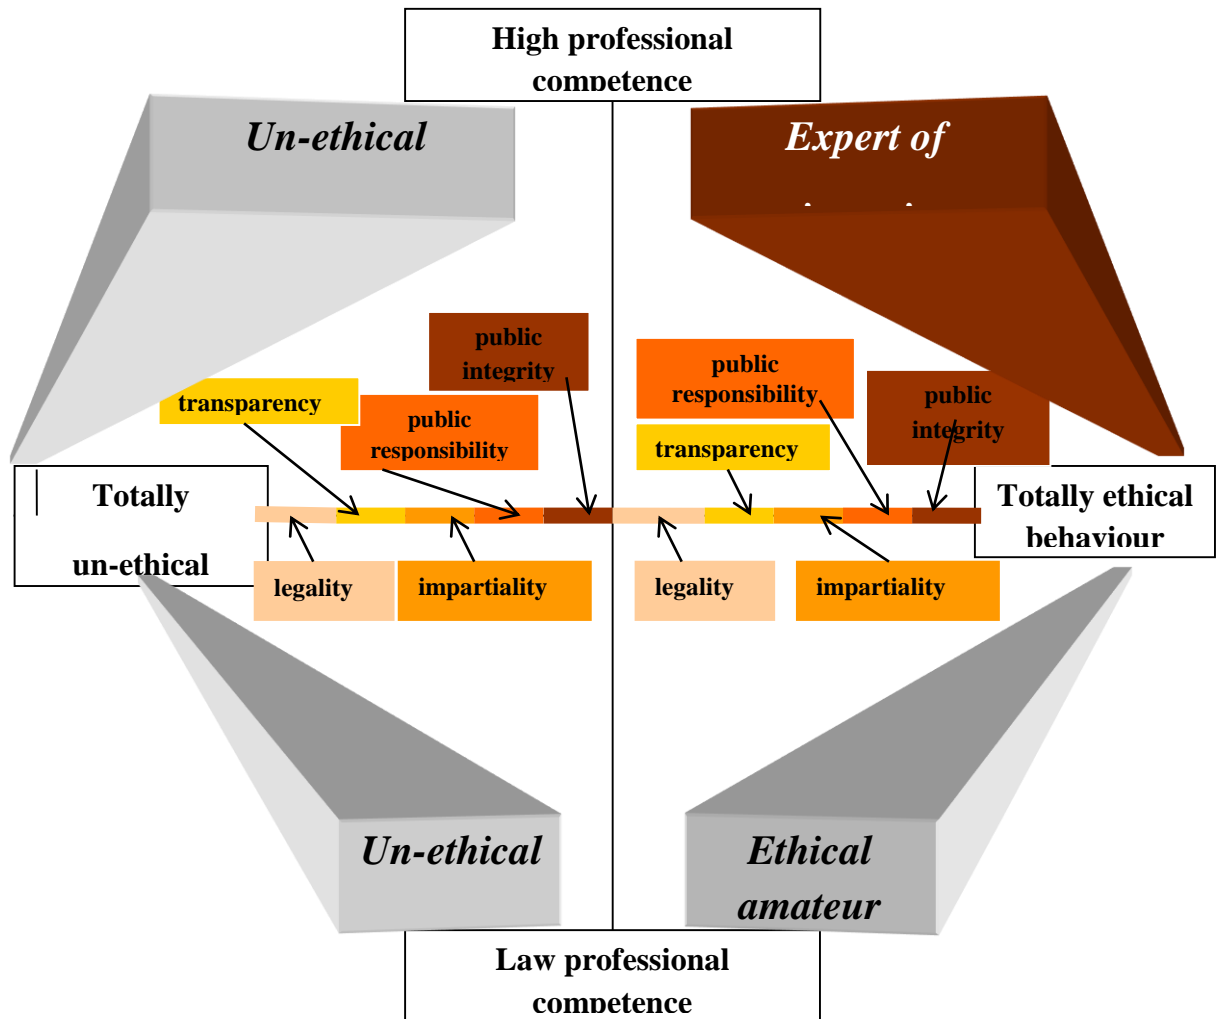 High professional
competence
Un-ethical
Expert of
public
integrity
public
responsibility
transparency
public
responsibility
public
integrity
transparency
Totally
un-ethical
Totally ethical
behaviour
legality
impartiality
legality
impartiality
Un-ethical
Ethical
amateur
Law professional
competence